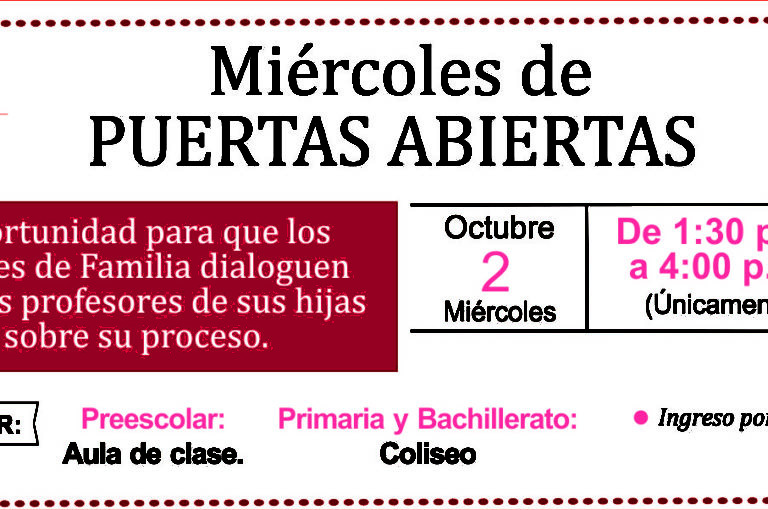 Miércoles de
PUERTAS ABIERTAS
ortunidad para que los
es de Familia dialoguen
s profesores de sus hijas
sobre su proceso.
Octubre
2
Miércoles
De 1:30 p
a 4:00 p.
(Únicamen
R:
Preescolar:
Aula de clase.
Primaria y Bachillerato:
Coliseo
• Ingreso por